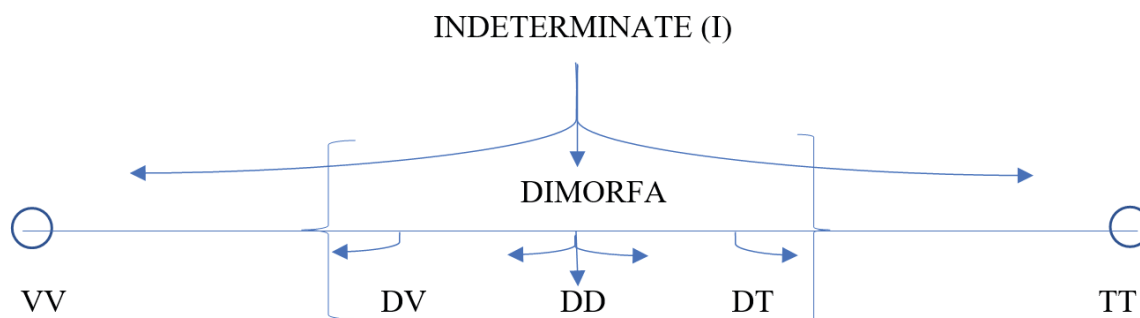 INDETERMINATE (I)
DIMORFA
VV DV DD DT TT